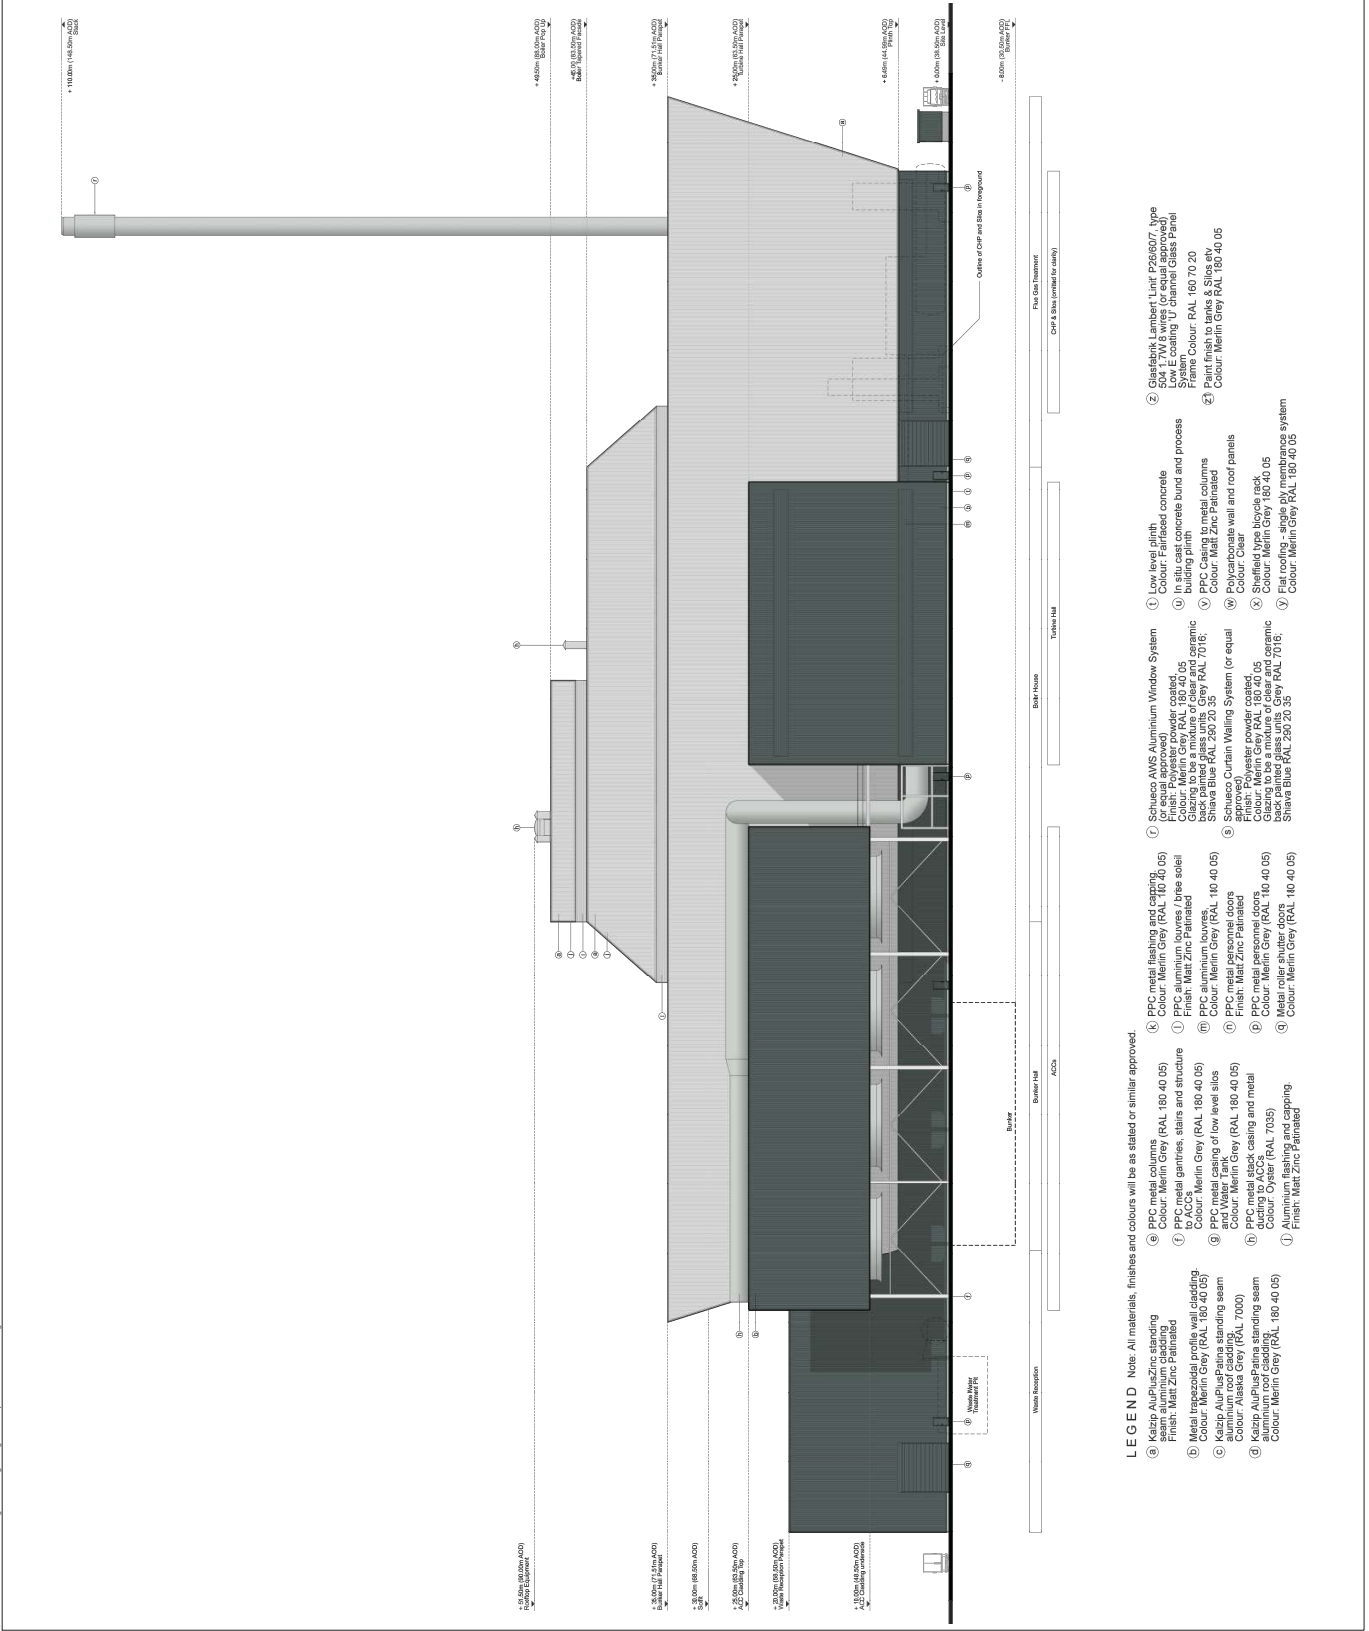 + 110.00m (148.50m AOD)
Stack
+ 49.50m (88.00m AOD)
Boiler Pop Up
+45.00 (83.50m AOD)
Boiler Tapered Facade
+ 35.00m (71.51m AOD)
Bunker Hall Parapet
+ 25.00m (63.50m AOD)
Turbine Hall Parapet
+ 6.49m (44.99m AOD)
Plinth Top
+ 0.00m (38.50m AOD)
Site Level
- 8.00m (30.50m AOD)
Bunker FFL
+ 51.50m (90.00m AOD)
Rooftop Equipment
+ 35.00m (71.51m AOD)
Bunker Hall Parapet
+ 30.00m (68.50m AOD)
Soffit
+ 25.00m (63.50m AOD)
ACC Cladding Top
+ 20.00m (58.50m AOD)
Waste Reception Parapet
+ 10.00m (48.50m AOD)
ACC Cladding underside
Outline of CHP and Silos in foreground
Waste Water
Treatment Pit
Bunker
Waste Reception
Bunker Hall
Boiler House
Flue Gas Treatment
ACCs
Turbine Hall
CHP & Silos (omitted for clarity)
LEGEND Note: All materials, finishes and colours will be as stated or similar approved.
a Kalzip AluPlusZinc standing
seam aluminium cladding
Finish: Matt Zinc Patinated
b Metal trapezoidal profile wall cladding.
Colour: Merlin Grey (RAL 180 40 05)
c Kalzip AluPlusPatina standing seam
aluminium roof cladding.
Colour: Alaska Grey (RAL 7000)
d Kalzip AluPlusPatina standing seam
aluminium roof cladding.
Colour: Merlin Grey (RAL 180 40 05)
e PPC metal columns
Colour: Merlin Grey (RAL 180 40 05)
f PPC metal gantries, stairs and structure
to ACCs
Colour: Merlin Grey (RAL 180 40 05)
g PPC metal casing of low level silos
and Water Tank
Colour: Merlin Grey (RAL 180 40 05)
h PPC metal stack casing and metal
ducting to ACCs
Colour: Oyster (RAL 7035)
j Aluminium flashing and capping.
Finish: Matt Zinc Patinated
k PPC metal flashing and capping.
Colour: Merlin Grey (RAL 180 40 05)
l PPC aluminium louvres / brise soleil
Finish: Matt Zinc Patinated
m PPC aluminium louvres,
Colour: Merlin Grey (RAL 180 40 05)
n PPC metal personnel doors
Finish: Matt Zinc Patinated
p PPC metal personnel doors
Colour: Merlin Grey (RAL 180 40 05)
q Metal roller shutter doors
Colour: Merlin Grey (RAL 180 40 05)
r Schueco AWS Aluminium Window System
(or equal approved)
Finish: Polyester powder coated,
Colour: Merlin Grey RAL 180 40 05
Glazing to be a mixture of clear and ceramic
back painted glass units Grey RAL 7016;
Shiava Blue RAL 290 20 35
s Schueco Curtain Walling System (or equal
approved)
Finish: Polyester powder coated,
Colour: Merlin Grey RAL 180 40 05
Glazing to be a mixture of clear and ceramic
back painted glass units Grey RAL 7016;
Shiava Blue RAL 290 20 35
t Low level plinth
Colour: Fairfaced concrete
u In situ cast concrete bund and process
building plinth
v PPC Casing to metal columns
Colour: Matt Zinc Patinated
w Polycarbonate wall and roof panels
Colour: Clear
x Sheffield type bicycle rack
Colour: Merlin Grey 180 40 05
y Flat roofing - single ply membrance system
Colour: Merlin Grey RAL 180 40 05
z Glasfabrik Lambert 'Linit' P26/60/7, type
504 1.7W 8 wires (or equal approved)
Low E coating 'U' channel Glass Panel
System
Frame Colour: RAL 160 70 20
z1 Paint finish to tanks & Silos etv
Colour: Merlin Grey RAL 180 40 05